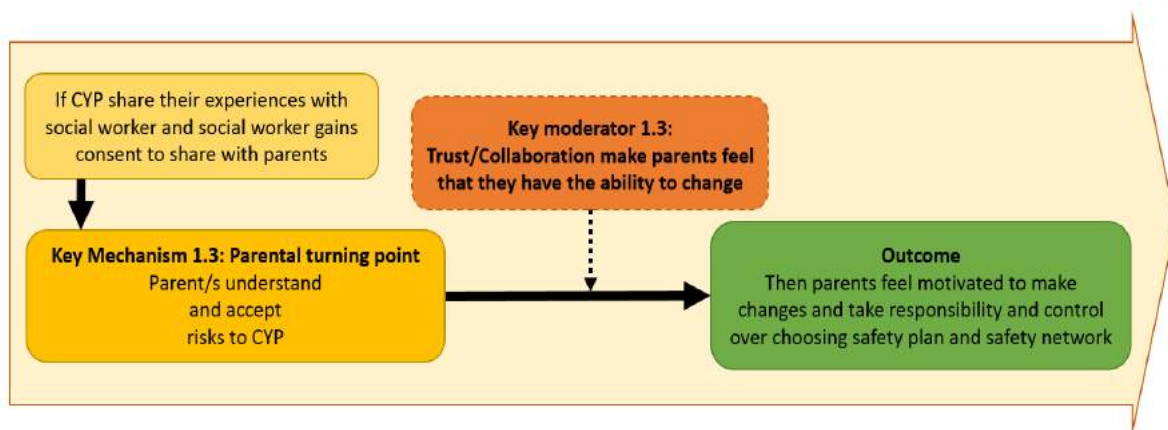 If CYP share their experiences with
social worker and social worker gains
consent to share with parents
Key moderator 1.3:
Trust/Collaboration make parents feel
that they have the ability to change
Key Mechanism 1.3: Parental turning point
Parent/s understand
and accept
risks to CYP
Outcome
Then parents feel motivated to make
changes and take responsibility and control
over choosing safety plan and safety network